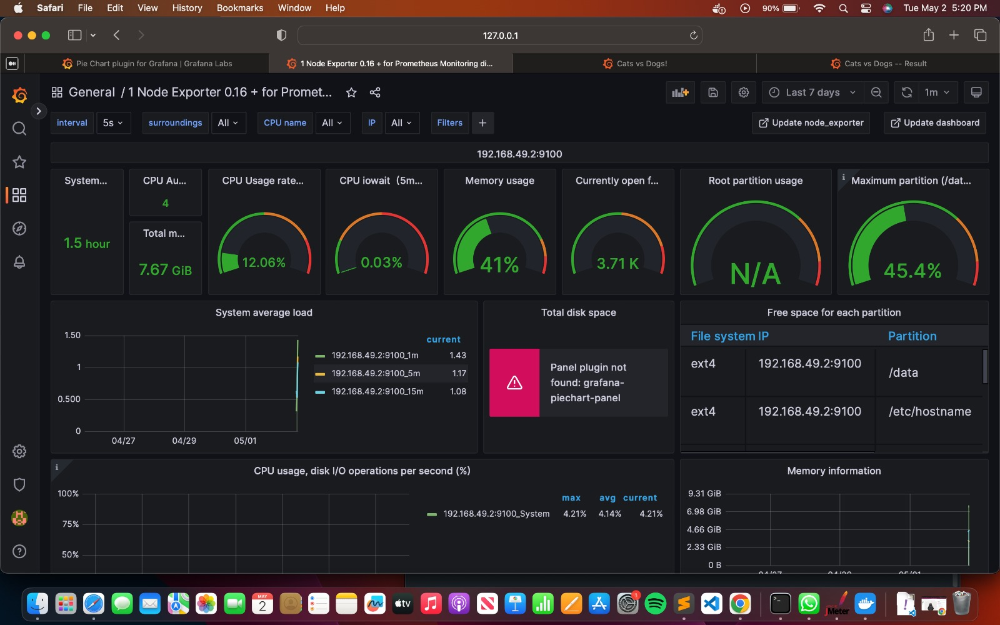 Safari File Edit View History Bookmarks Window Help 90% Tue May 2 5:20 PM
127.0.0.1
Pie Chart plugin for Grafana | Grafana Labs
1 Node Exporter 0.16 + for Prometheus Monitoring di...
Cats vs Dogs!
Cats vs Dogs -- Result
General / 1 Node Exporter 0.16 + for Promet...
Last 7 days
1m
interval 5s surroundings All CPU name All IP All Filters +
Update node_exporter Update dashboard
192.168.49.2:9100
System...
1.5 hour
CPU Au...
4
Total m...
7.67 GiB
CPU Usage rate...
12.06%
CPU iowait (5m...
0.03%
Memory usage
41%
Currently open f...
3.71 K
Root partition usage
N/A
i
Maximum partition (/dat...
45.4%
System average load
1.50
1
0.500
0
04/27 04/29 05/01
current
192.168.49.2:9100_1m 1.43
192.168.49.2:9100_5m 1.17
192.168.49.2:9100_15m 1.08
Total disk space
Panel plugin not
found: grafana-
piechart-panel
Free space for each partition
File system IP Partition
ext4 192.168.49.2:9100 /data
ext4 192.168.49.2:9100 /etc/hostname
i
CPU usage, disk I/O operations per second (%)
100%
75%
50%
max avg current
192.168.49.2:9100_System 4.21% 4.14% 4.21%
Memory information
9.31 GiB
6.98 GiB
4.66 GiB
2.33 GiB
0 B
MAY
2
tv
1
Meter